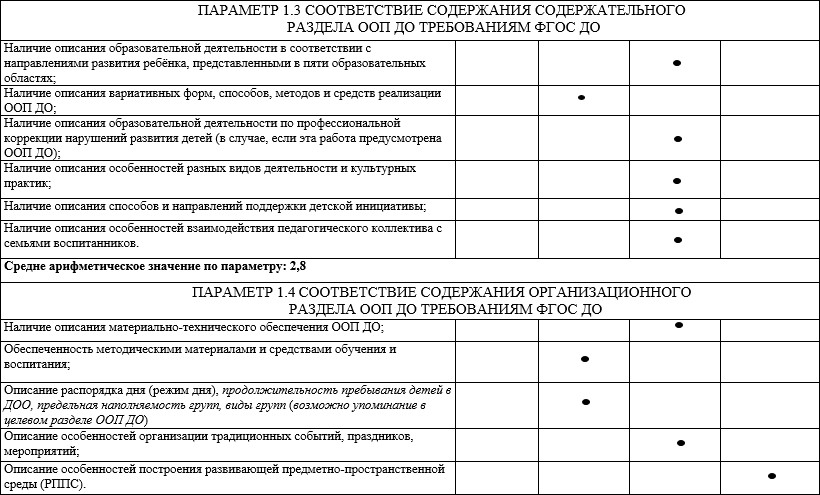 ПАРАМЕТР 1.3 СООТВЕТСТВИЕ СОДЕРЖАНИЯ СОДЕРЖАТЕЛЬНОГО
РАЗДЕЛА ООП ДО ТРЕБОВАНИЯМ ФГОС ДО
Наличие описания образовательной деятельности в соответствии с
направлениями развития ребёнка, представленными в пяти образовательных
областях;
Наличие описания вариативных форм, способов, методов и средств реализации
ООП ДО;
Наличие описания образовательной деятельности по профессиональной
коррекции нарушений развития детей (в случае, если эта работа предусмотрена
ООП ДО);
Наличие описания особенностей разных видов деятельности и культурных
практик;
Наличие описания способов и направлений поддержки детской инициативы;
Наличие описания особенностей взаимодействия педагогического коллектива с
семьями воспитанников.
Средне арифметическое значение по параметру: 2,8
ПАРАМЕТР 1.4 СООТВЕТСТВИЕ СОДЕРЖАНИЯ ОРГАНИЗАЦИОННОГО
РАЗДЕЛА ООП ДО ТРЕБОВАНИЯМ ФГОС ДО
Наличие описания материально-технического обеспечения ООП ДО;
Обеспеченность методическими материалами и средствами обучения и
воспитания;
Описание распорядка дня (режим дня), продолжительность пребывания детей в
ДОО, предельная наполняемость групп, виды групп (возможно упоминание в
целевом разделе ООП ДО)
Описание особенностей организации традиционных событий, праздников,
мероприятий;
Описание особенностей построения развивающей предметно-пространственной
среды (РППС).